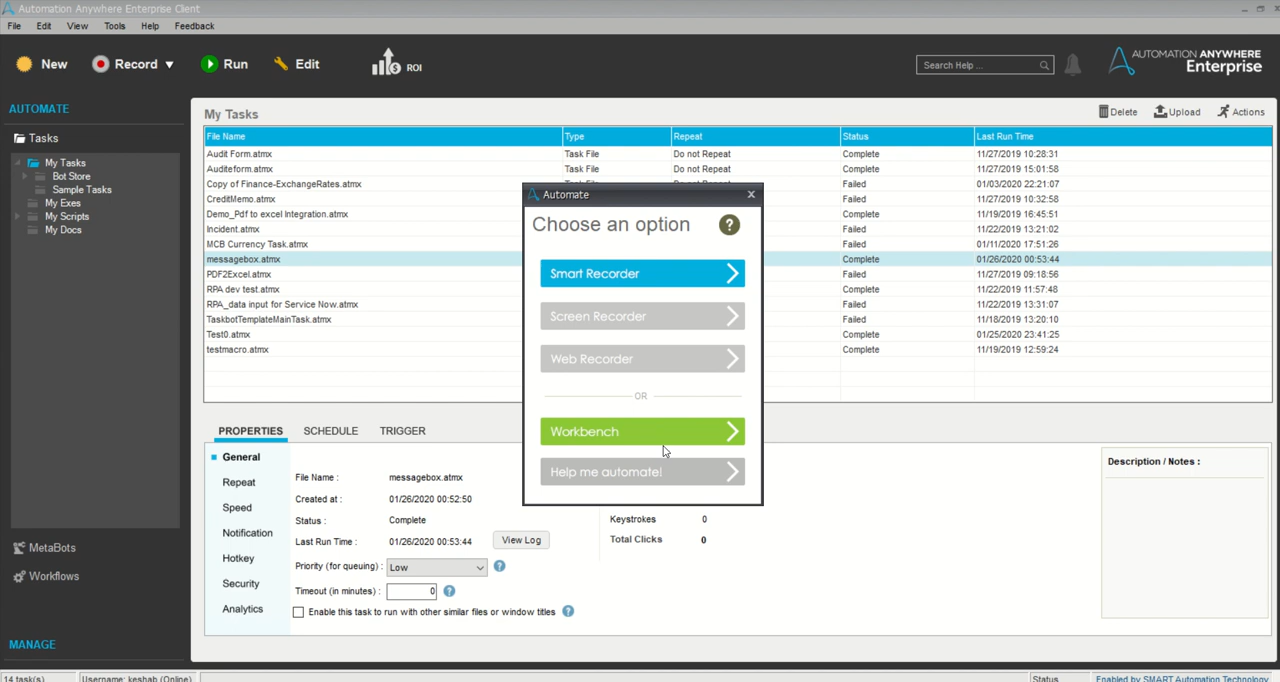 Automation Anywhere Enterprise Client
File Edit View Tools Help Feedback
New Record Run Edit ROI
Search Help ...
AUTOMATION ANYWHERE
Enterprise
AUTOMATE
Tasks
My Tasks
Bot Store
Sample Tasks
My Exes
My Scripts
My Docs
MetaBots
Workflows
MANAGE
My Tasks
Delete Upload Actions
File Name Type Repeat Status Last Run Time
Audit Form.atmx Task File Do not Repeat Complete 11/27/2019 10:28:31
Auditeform.atmx Task File Do not Repeat Complete 11/27/2019 15:01:58
Copy of Finance-ExchangeRates.atmx Task File Do not Repeat Failed 01/03/2020 22:21:07
CreditMemo.atmx Failed 11/27/2019 10:32:58
Demo_Pdf to excel Integration.atmx Complete 11/19/2019 16:45:51
Incident.atmx Failed 11/22/2019 13:21:02
MCB Currency Task.atmx Failed 01/11/2020 17:51:26
messagebox.atmx Complete 01/26/2020 00:53:44
PDF2Excel.atmx Failed 11/27/2019 09:18:56
RPA dev test.atmx Complete 11/22/2019 11:57:48
RPA_data input for Service Now.atmx Failed 11/22/2019 13:31:07
TaskbotTemplateMainTask.atmx Failed 11/18/2019 13:20:10
Test0.atmx Complete 01/25/2020 23:41:25
testmacro.atmx Complete 11/19/2019 12:59:24
Automate X
Choose an option ?
Smart Recorder
Screen Recorder
Web Recorder
OR
Workbench
Help me automate!
PROPERTIES SCHEDULE TRIGGER
General
Repeat
Speed
Notification
Hotkey
Security
Analytics
File Name : messagebox.atmx
Created at : 01/26/2020 00:52:50
Status : Complete
Last Run Time : 01/26/2020 00:53:44 View Log
Priority (for queuing) : Low ?
Timeout (in minutes) : 0 ?
Enable this task to run with other similar files or window titles ?
Keystrokes 0
Total Clicks 0
Description / Notes :
14 task(s) Username: keshab (Online) Status Enabled by SMART Automation Technology